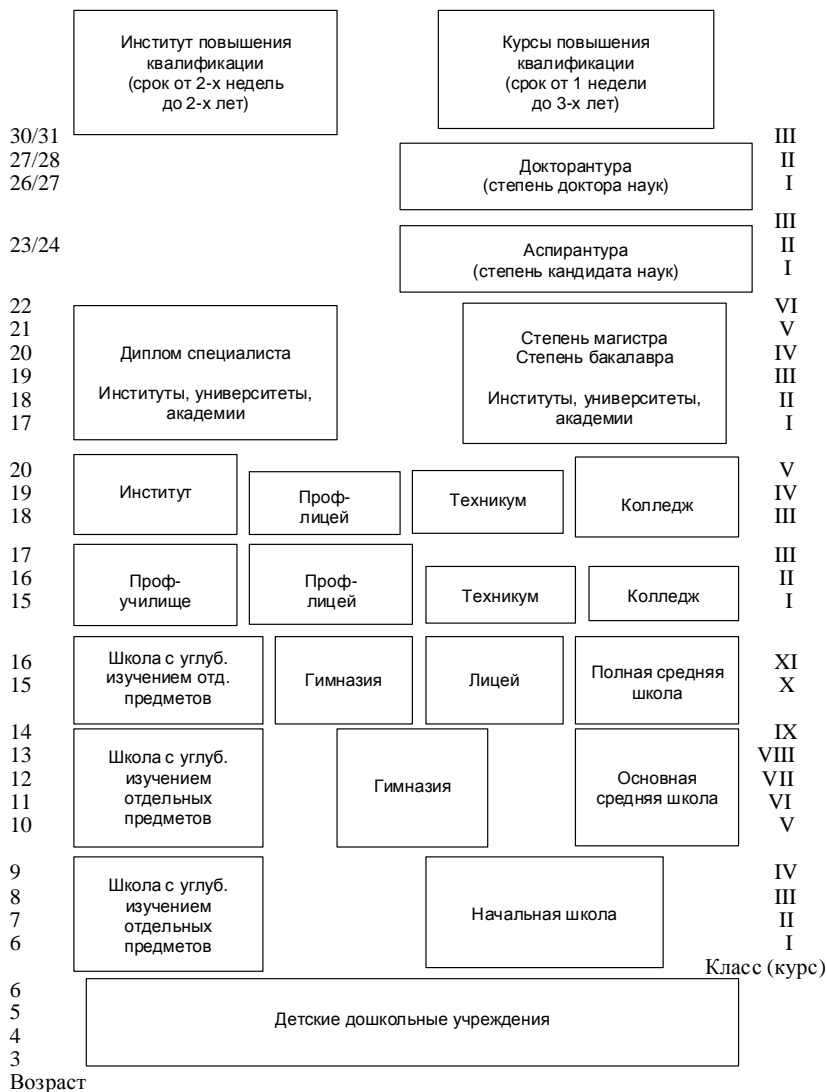 Институт повышения
квалификации
(срок от 2-х недель
до 2-х лет)
Курсы повышения
квалификации
(срок от 1 недели
до 3-х лет)
30/31
III
27/28
II
26/27
I
Докторантура
(степень доктора наук)
III
23/24
II
I
Аспирантура
(степень кандидата наук)
22
VI
21
V
20
IV
19
III
18
II
17
I
Диплом специалиста
Институты, университеты,
академии
Степень магистра
Степень бакалавра
Институты, университеты,
академии
20
V
19
IV
18
III
Институт
Проф-
лицей
Техникум
Колледж
17
III
16
II
15
I
Проф-
училище
Проф-
лицей
Техникум
Колледж
16
XI
15
X
Школа с углуб.
изучением отд.
предметов
Гимназия
Лицей
Полная средняя
школа
14
IX
13
VIII
12
VII
11
VI
10
V
Школа с углуб.
изучением
отдельных
предметов
Гимназия
Основная
средняя школа
9
IV
8
III
7
II
6
I
Школа с углуб.
изучением
отдельных
предметов
Начальная школа
Класс (курс)
6
5
4
3
Детские дошкольные учреждения
Возраст